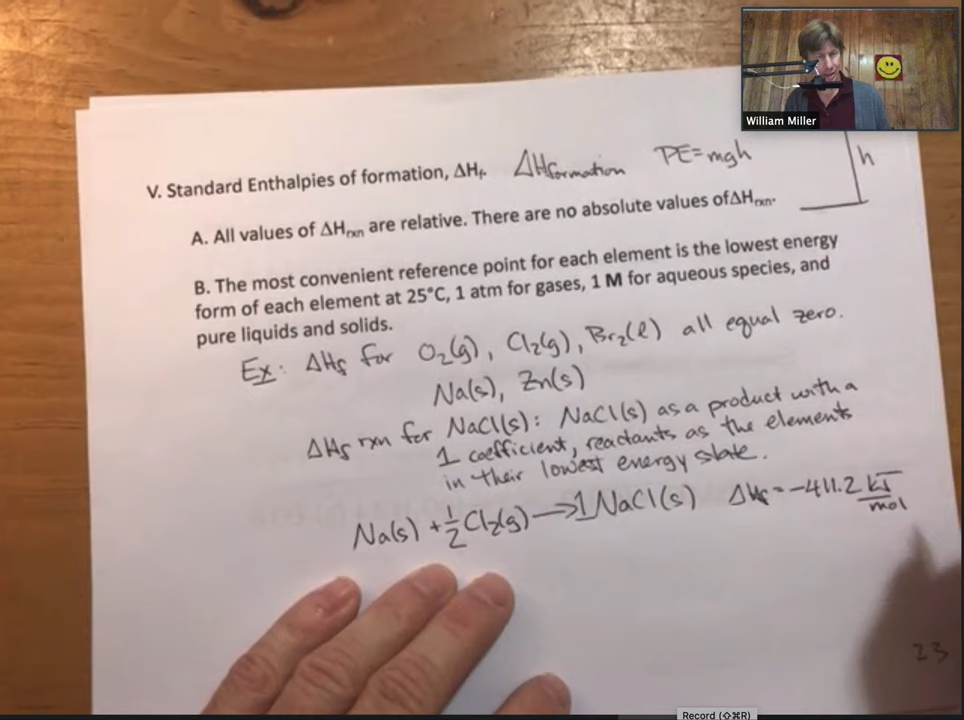 William Miller
V. Standard Enthalpies of formation, ΔHf. ΔHformation PE=mgh
h
A. All values of ΔHrxn are relative. There are no absolute values ofΔHrxn.
B. The most convenient reference point for each element is the lowest energy
form of each element at 25°C, 1 atm for gases, 1 M for aqueous species, and
pure liquids and solids.
Ex: ΔHf for O2(g), Cl2(g), Br2(l) all equal zero.
Na(s), Zn(s)
ΔHf rxn for NaCl(s): NaCl(s) as a product with a
1 coefficient, reactants as the elements
in their lowest energy state.
Na(s) + 1/2 Cl2(g) → 1 NaCl(s) ΔHf = -411.2 kJ/mol
23
Record (⇧⌘R)